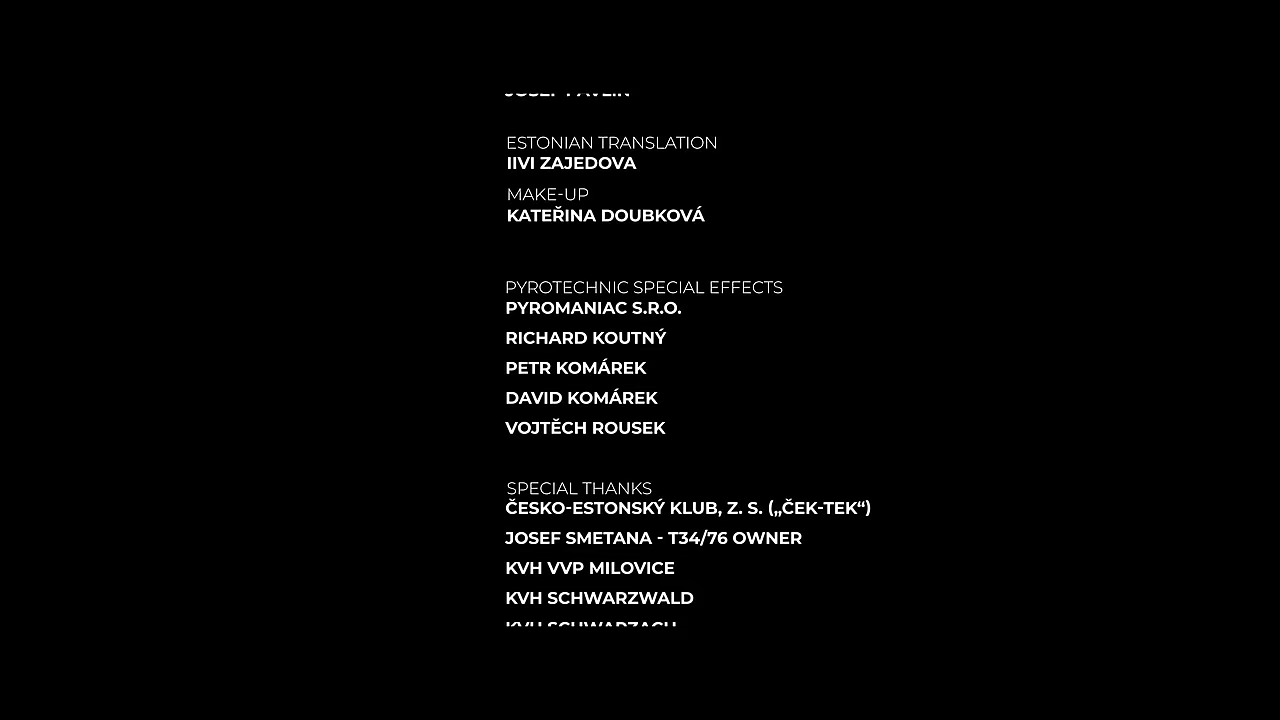 ESTONIAN TRANSLATION
IIVI ZAJEDOVA
MAKE-UP
KATEŘINA DOUBKOVÁ
PYROTECHNIC SPECIAL EFFECTS
PYROMANIAC S.R.O.
RICHARD KOUTNÝ
PETR KOMÁREK
DAVID KOMÁREK
VOJTĚCH ROUSEK
SPECIAL THANKS
ČESKO-ESTONSKÝ KLUB, Z. S. („ČEK-TEK“)
JOSEF SMETANA - T34/76 OWNER
KVH VVP MILOVICE
KVH SCHWARZWALD